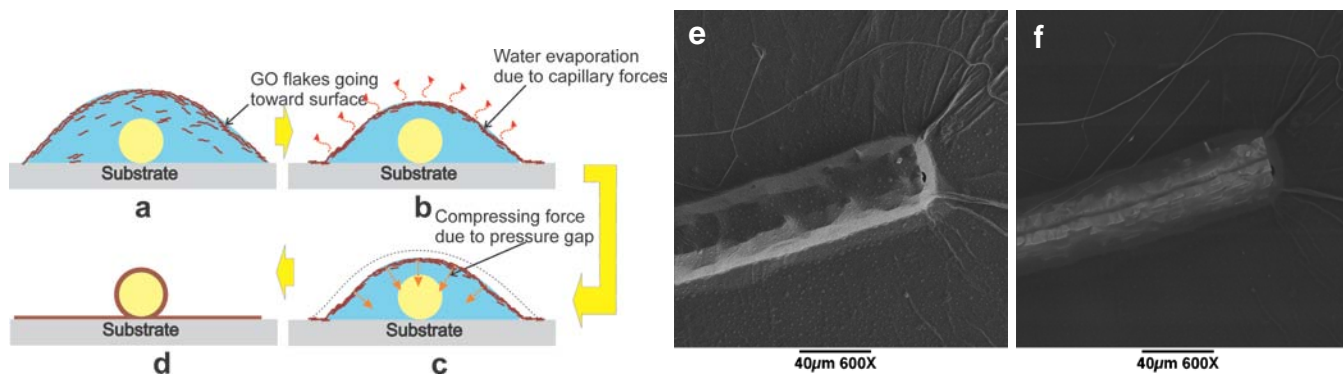 GO flakes going
toward surface
Substrate
a
Water evaporation
due to capillary forces
Substrate
b
Compressing force
due to pressure gap
Substrate
d
Substrate
c
e
40µm 600X
f
40µm 600X